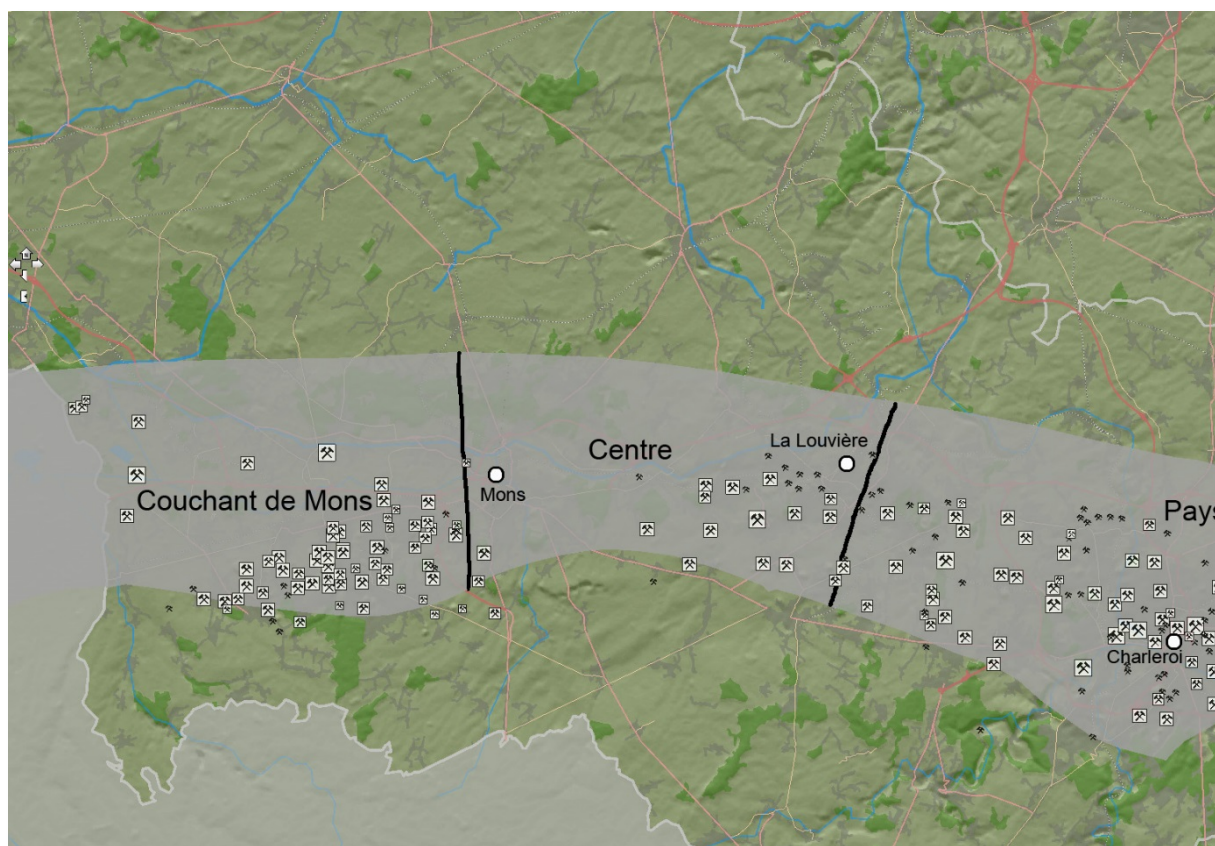 Centre
La Louvière
Couchant de Mons
Mons
Pays
Charleroi